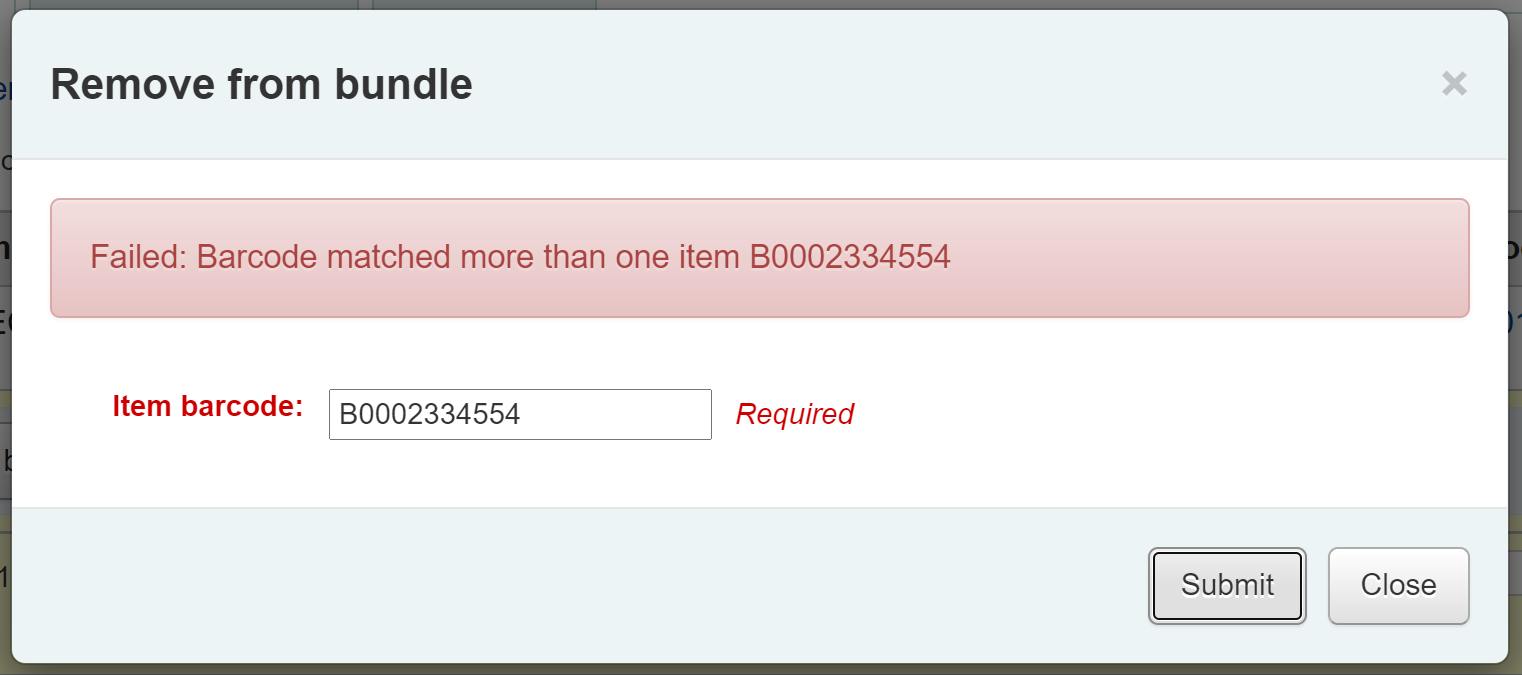 Remove from bundle
×
Failed: Barcode matched more than one item B0002334554
Item barcode: B0002334554 Required
Submit Close